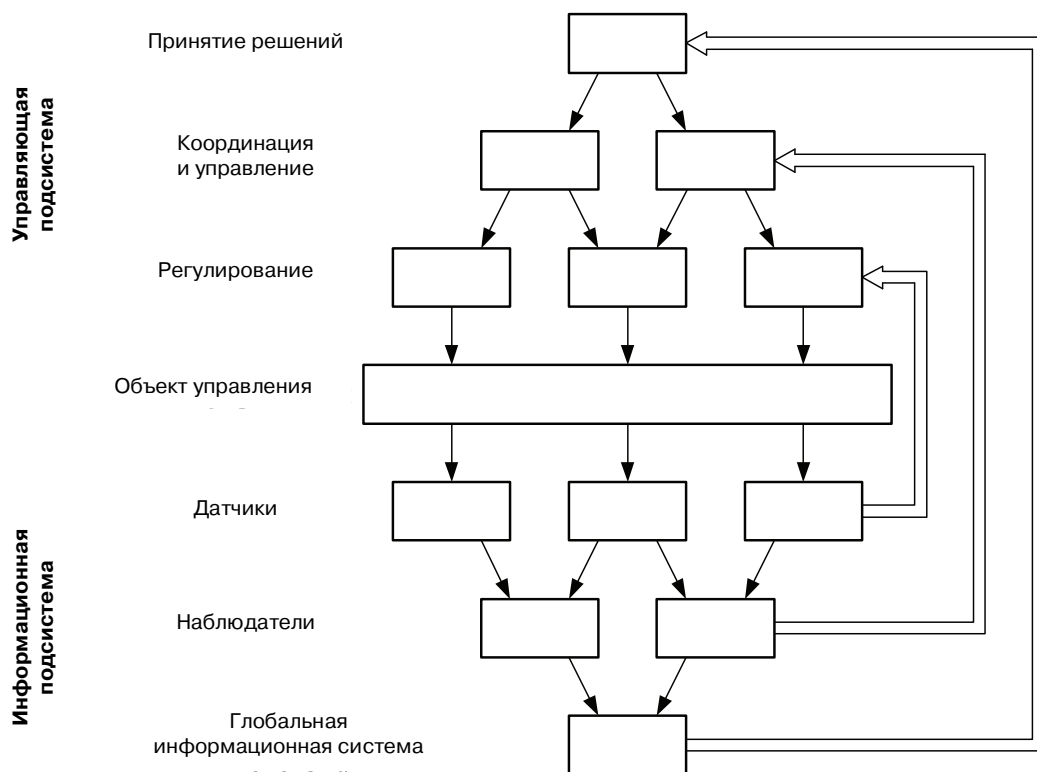 Принятие решений
Управляющая
подсистема
Координация
и управление
Регулирование
Объект управления
Датчики
Информационная
подсистема
Наблюдатели
Глобальная
информационная система